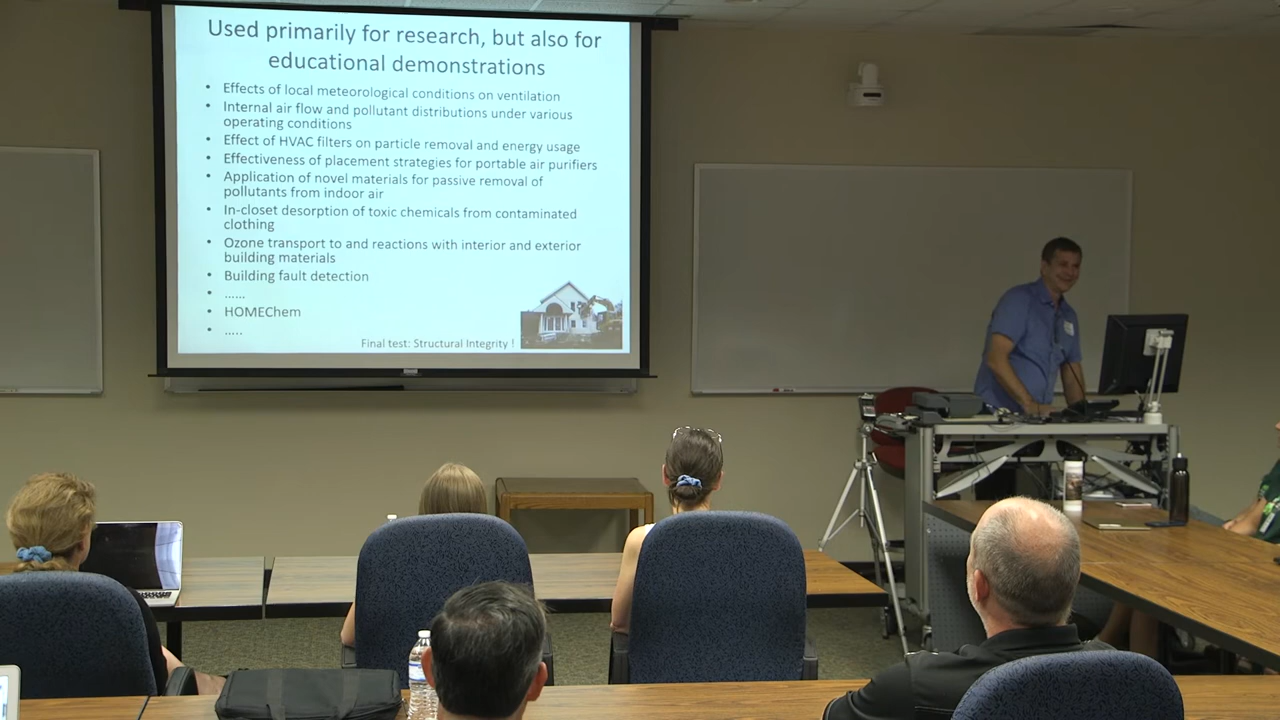 Used primarily for research, but also for
educational demonstrations
• Effects of local meteorological conditions on ventilation
• Internal air flow and pollutant distributions under various
operating conditions
• Effect of HVAC filters on particle removal and energy usage
• Effectiveness of placement strategies for portable air purifiers
• Application of novel materials for passive removal of
pollutants from indoor air
• In-closet desorption of toxic chemicals from contaminated
clothing
• Ozone transport to and reactions with interior and exterior
building materials
• Building fault detection
• ......
• HOMEChem
• .....
Final test: Structural Integrity !